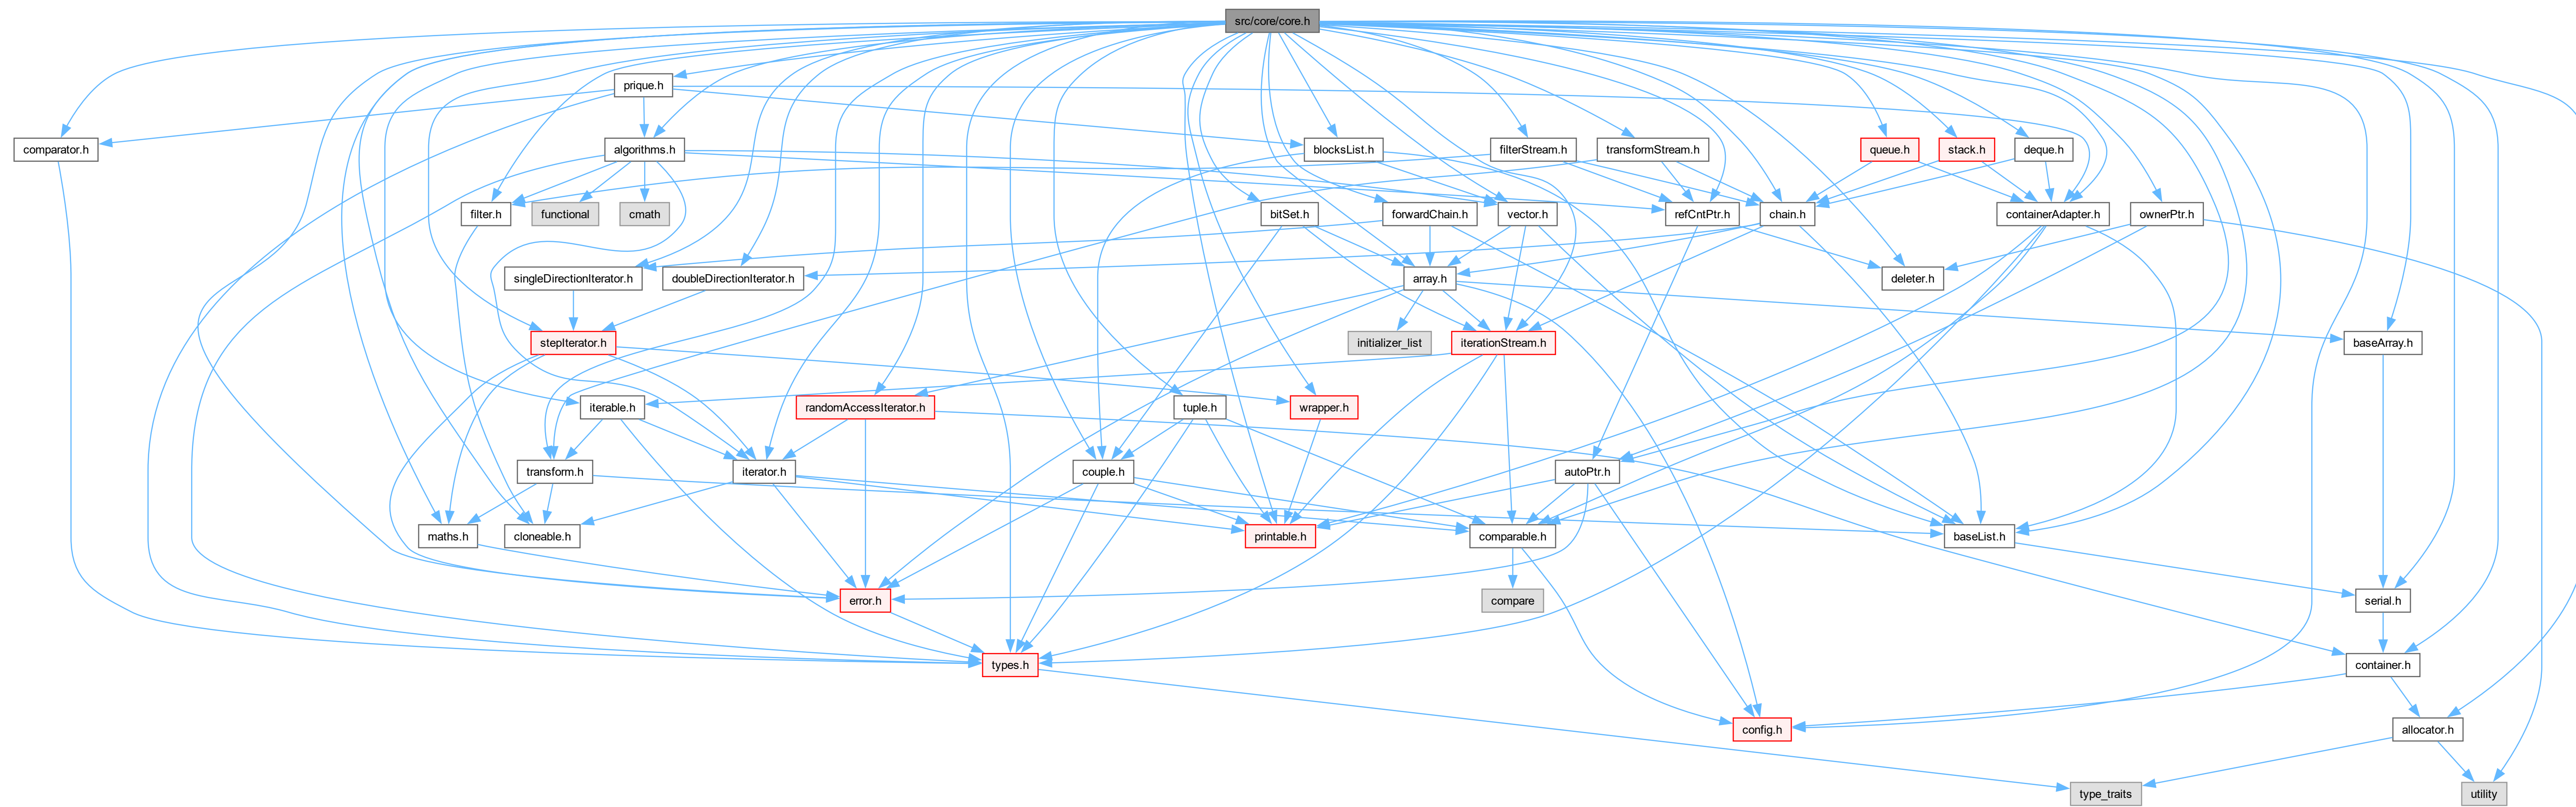 src/core/core.h
prique.h
comparator.h
algorithms.h
blocksList.h
filterStream.h
transformStream.h
queue.h
stack.h
deque.h
filter.h
functional
cmath
bitSet.h
forwardChain.h
vector.h
refCntPtr.h
chain.h
containerAdapter.h
ownerPtr.h
singleDirectionIterator.h
doubleDirectionIterator.h
array.h
deleter.h
stepIterator.h
initializer_list
iterationStream.h
baseArray.h
iterable.h
randomAccessIterator.h
tuple.h
wrapper.h
transform.h
iterator.h
couple.h
autoPtr.h
maths.h
cloneable.h
printable.h
comparable.h
baseList.h
error.h
compare
serial.h
types.h
container.h
config.h
allocator.h
type_traits
utility